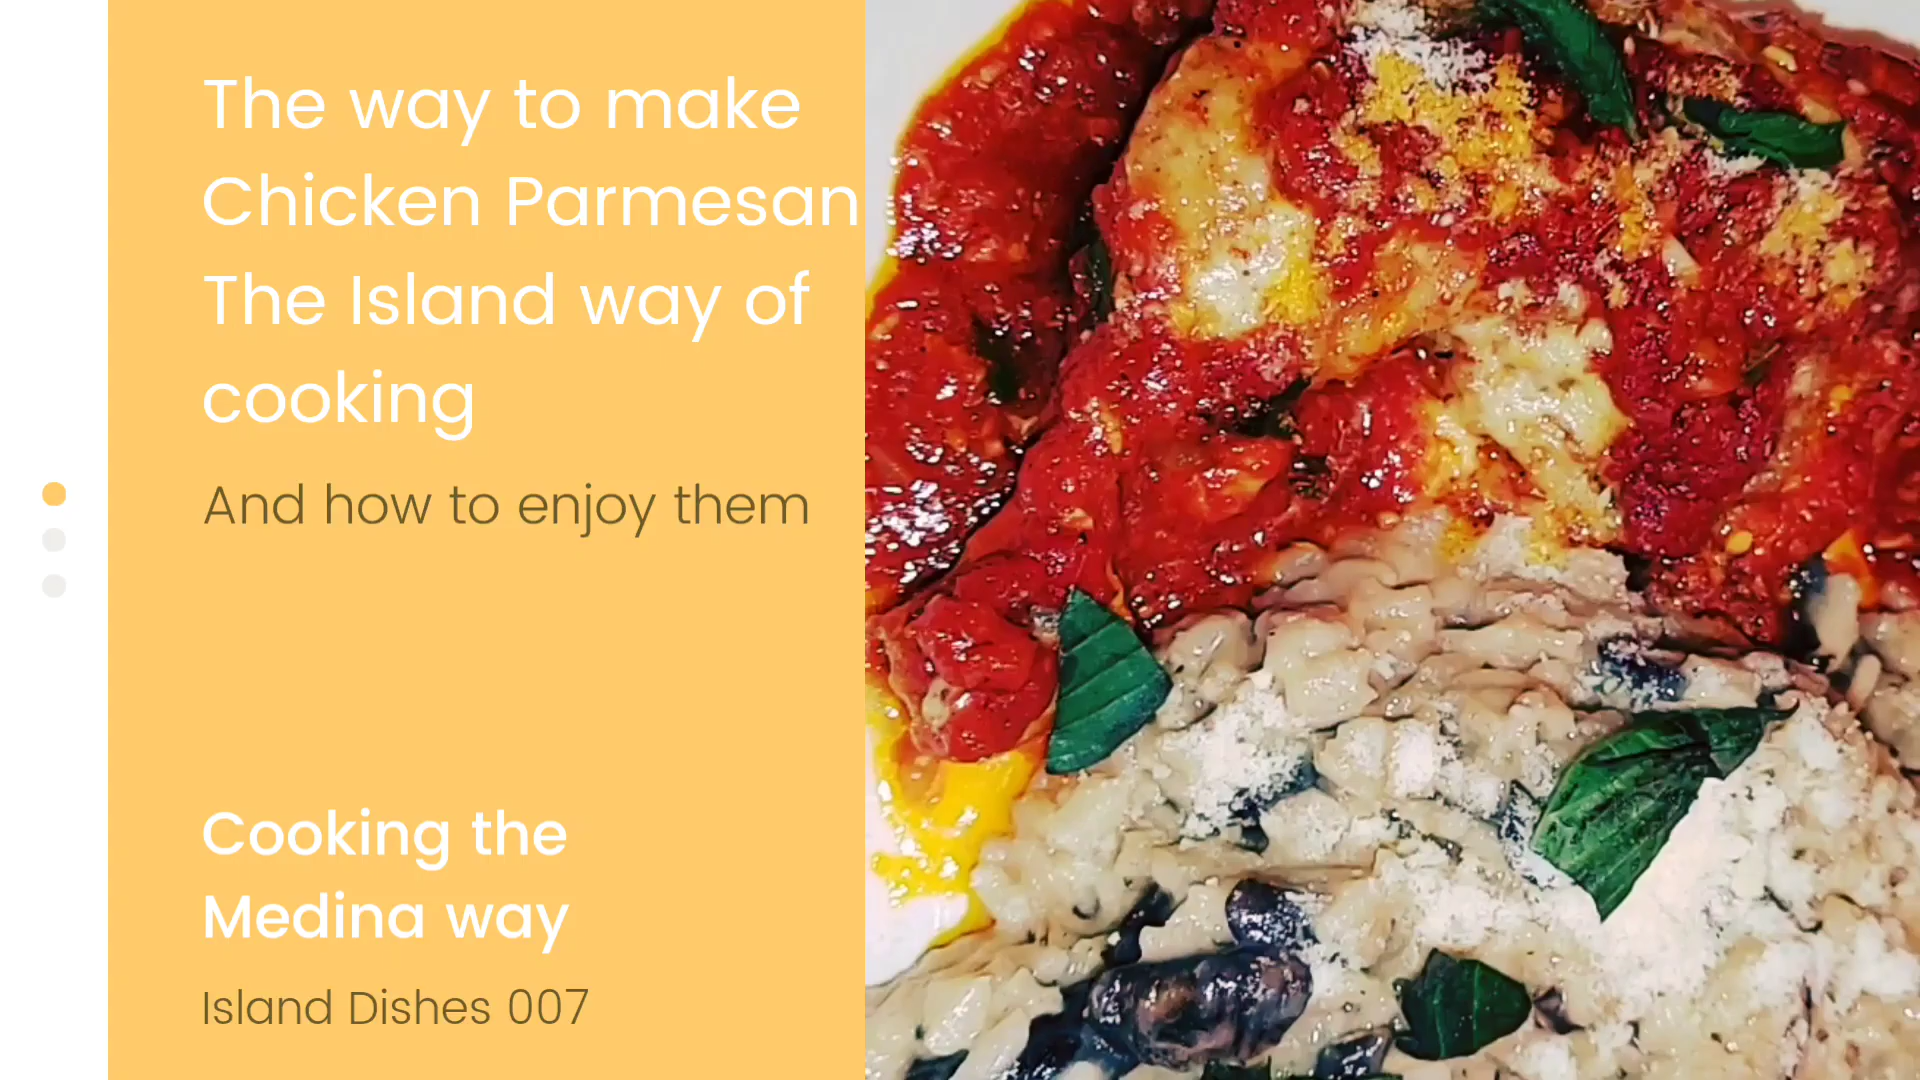 The way to make
Chicken Parmesan
The Island way of
cooking
And how to enjoy them
Cooking the
Medina way
Island Dishes 007